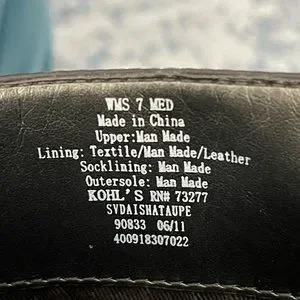 WMS 7 MED
Made in China
Upper:Man Made
Lining: Textile/Man Made/Leather
Socklining: Man Made
Outersole: Man Made
KOHL'S RN# 73277
SVDAISHATAUPE
90833 06/11
400918307022